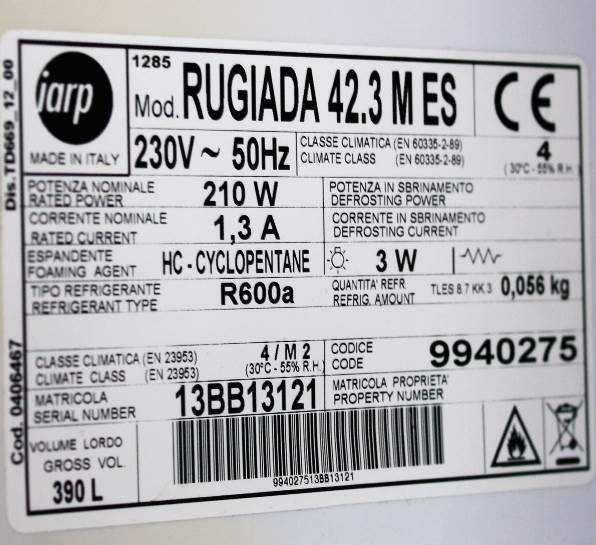 Dis.TD669_12_00
iarp
MADE IN ITALY
1285
Mod. RUGIADA 42.3 M ES
CE
230V ~ 50Hz
CLASSE CLIMATICA (EN 60335-2-89)
CLIMATE CLASS (EN 60335-2-89)
4
(30°C - 55% R.H.)
POTENZA NOMINALE
RATED POWER
210 W
POTENZA IN SBRINAMENTO
DEFROSTING POWER
CORRENTE NOMINALE
RATED CURRENT
1,3 A
CORRENTE IN SBRINAMENTO
DEFROSTING CURRENT
ESPANDENTE
FOAMING AGENT
HC - CYCLOPENTANE
3 W
TIPO REFRIGERANTE
REFRIGERANT TYPE
R600a
QUANTITA' REFR.
REFRIG. AMOUNT
TLES 8.7 KK 3
0,056 kg
Cod. 0406467
CLASSE CLIMATICA (EN 23953)
CLIMATE CLASS (EN 23953)
4 / M 2
(30°C - 55% R.H.)
CODICE
CODE
9940275
MATRICOLA
SERIAL NUMBER
13BB13121
MATRICOLA PROPRIETA'
PROPERTY NUMBER
VOLUME LORDO
GROSS VOL.
390 L
994027513BB13121